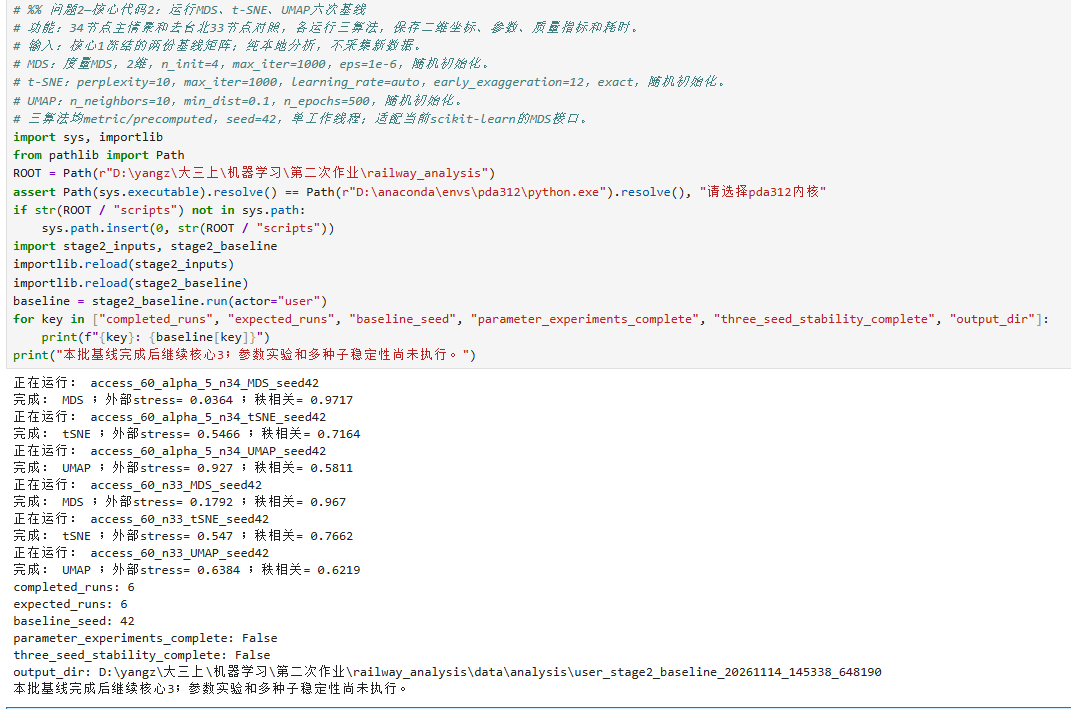 # %% 问题2—核心代码2：运行MDS、t-SNE、UMAP六次基线
# 功能：34节点主情景和去台北33节点对照，各运行三算法，保存二维坐标、参数、质量指标和耗时。
# 输入：核心1冻结的两份基线矩阵；纯本地分析，不采集新数据。
# MDS：度量MDS，2维，n_init=4，max_iter=1000，eps=1e-6，随机初始化。
# t-SNE：perplexity=10，max_iter=1000，learning_rate=auto，early_exaggeration=12，exact，随机初始化。
# UMAP：n_neighbors=10，min_dist=0.1，n_epochs=500，随机初始化。
# 三算法均metric/precomputed，seed=42，单工作线程；适配当前scikit-learn的MDS接口。
import sys, importlib
from pathlib import Path
ROOT = Path(r"D:\yangz\大三上\机器学习\第二次作业\railway_analysis")
assert Path(sys.executable).resolve() == Path(r"D:\anaconda\envs\pda312\python.exe").resolve(), "请选择pda312内核"
if str(ROOT / "scripts") not in sys.path:
    sys.path.insert(0, str(ROOT / "scripts"))
import stage2_inputs, stage2_baseline
importlib.reload(stage2_inputs)
importlib.reload(stage2_baseline)
baseline = stage2_baseline.run(actor="user")
for key in ["completed_runs", "expected_runs", "baseline_seed", "parameter_experiments_complete", "three_seed_stability_complete", "output_dir"]:
    print(f"{key}: {baseline[key]}")
print("本批基线完成后继续核心3；参数实验和多种子稳定性尚未执行。")
正在运行： access_60_alpha_5_n34_MDS_seed42
完成： MDS ；外部stress= 0.0364 ；秩相关= 0.9717
正在运行： access_60_alpha_5_n34_tSNE_seed42
完成： tSNE ；外部stress= 0.5466 ；秩相关= 0.7164
正在运行： access_60_alpha_5_n34_UMAP_seed42
完成： UMAP ；外部stress= 0.927 ；秩相关= 0.5811
正在运行： access_60_n33_MDS_seed42
完成： MDS ；外部stress= 0.1792 ；秩相关= 0.967
正在运行： access_60_n33_tSNE_seed42
完成： tSNE ；外部stress= 0.547 ；秩相关= 0.7662
正在运行： access_60_n33_UMAP_seed42
完成： UMAP ；外部stress= 0.6384 ；秩相关= 0.6219
completed_runs: 6
expected_runs: 6
baseline_seed: 42
parameter_experiments_complete: False
three_seed_stability_complete: False
output_dir: D:\yangz\大三上\机器学习\第二次作业\railway_analysis\data\analysis\user_stage2_baseline_20261114_145338_648190
本批基线完成后继续核心3；参数实验和多种子稳定性尚未执行。